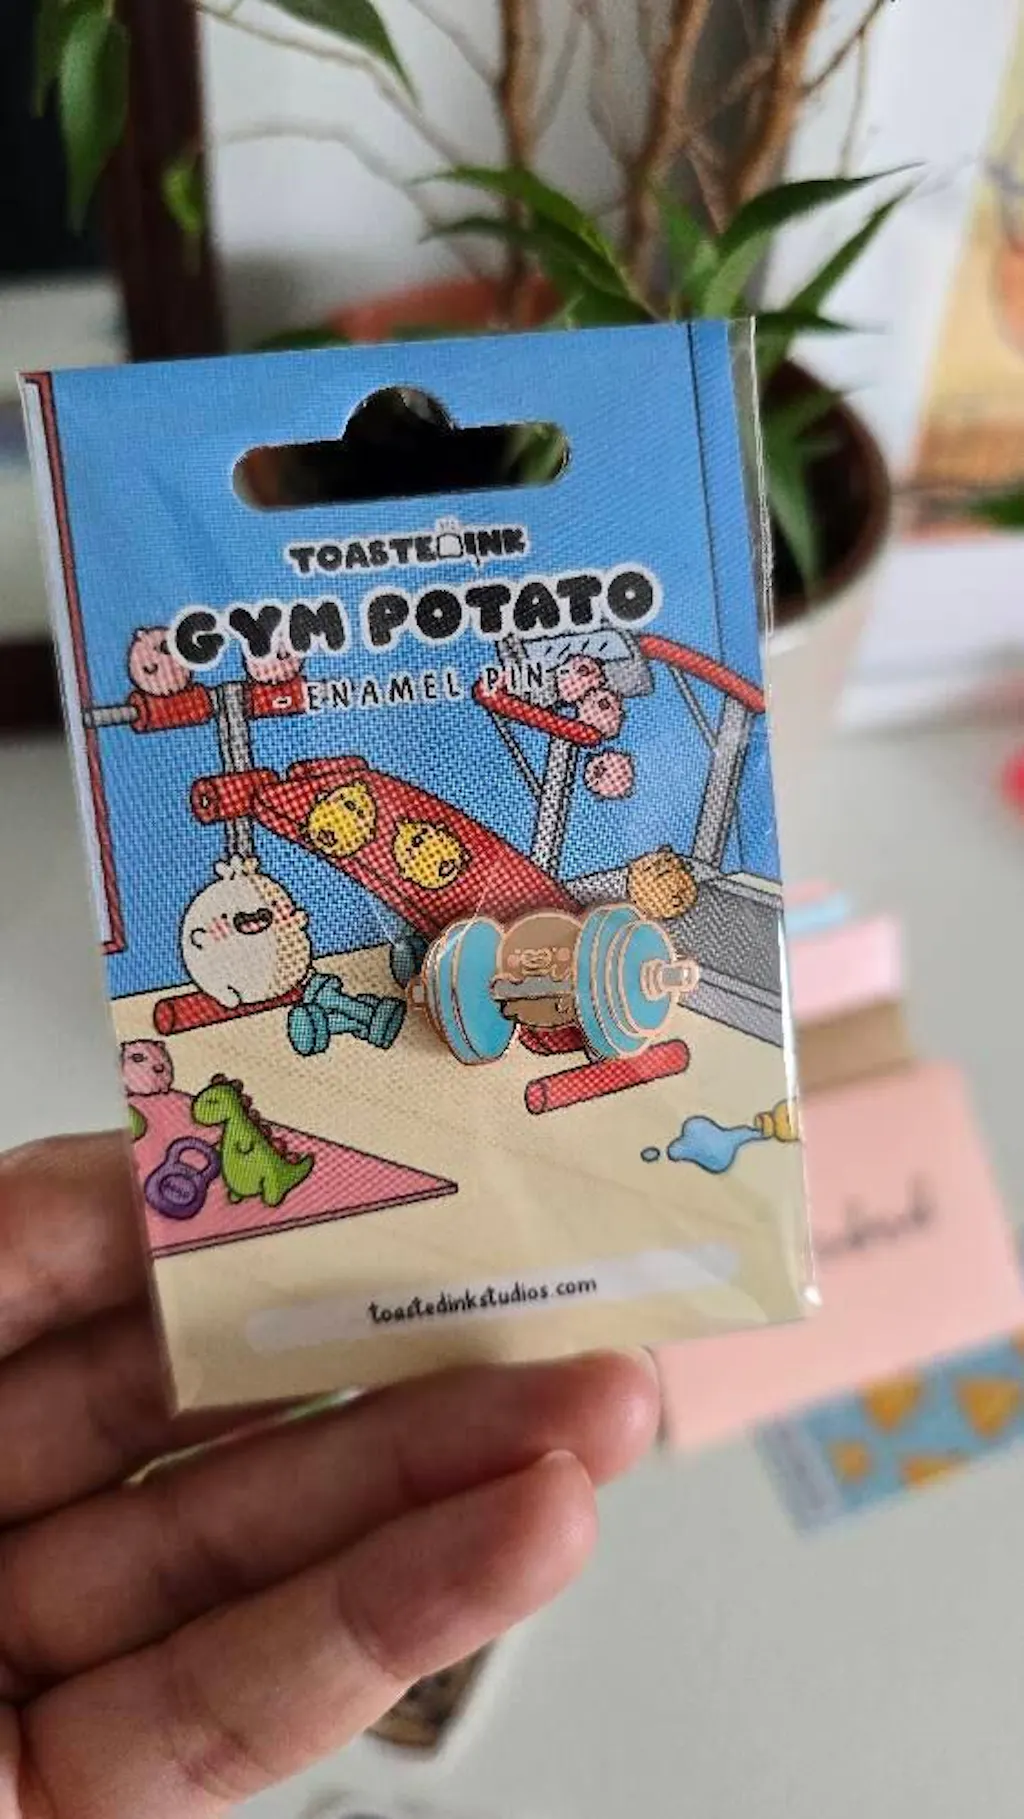 TOASTEDINK
GYM POTATO
- ENAMEL PIN -
toastedinkstudios.com